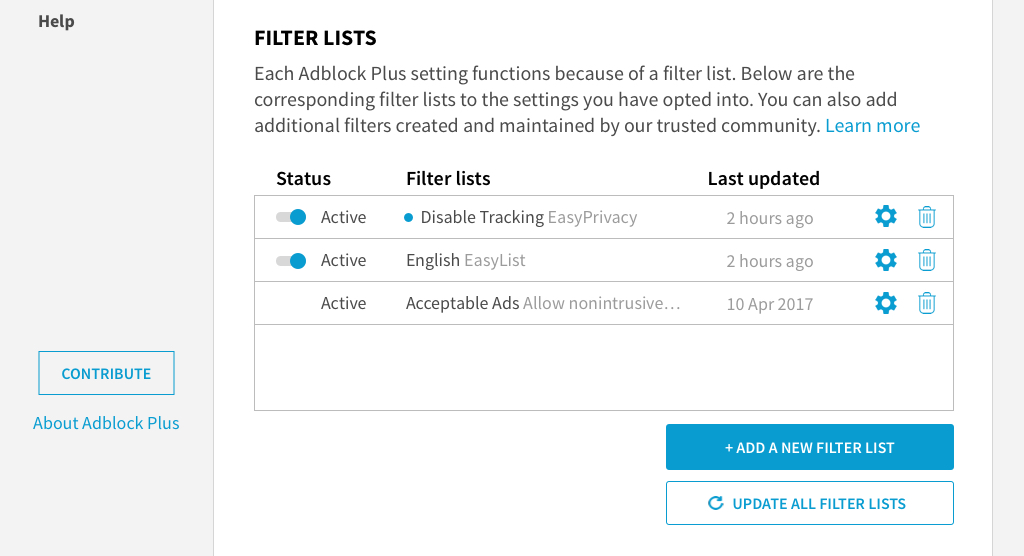 Help
FILTER LISTS
Each Adblock Plus setting functions because of a filter list. Below are the
corresponding filter lists to the settings you have opted into. You can also add
additional filters created and maintained by our trusted community. Learn more
Status Filter lists Last updated
Active Disable Tracking EasyPrivacy 2 hours ago
Active English EasyList 2 hours ago
Active Acceptable Ads Allow nonintrusive... 10 Apr 2017
CONTRIBUTE
About Adblock Plus
+ ADD A NEW FILTER LIST
UPDATE ALL FILTER LISTS